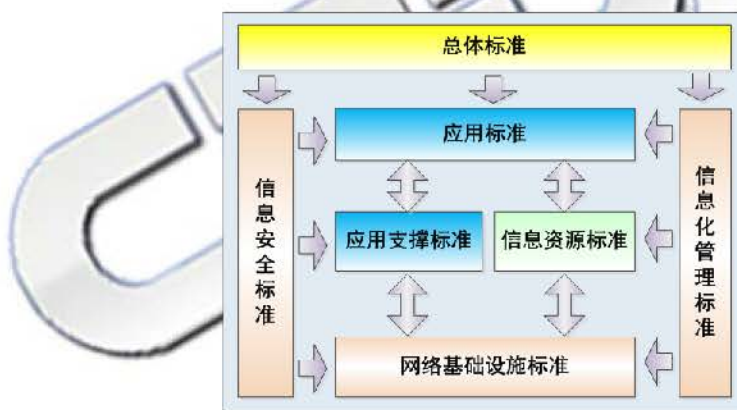 总体标准
应用标准
信息安全标准
信息化管理标准
应用支撑标准
信息资源标准
网络基础设施标准